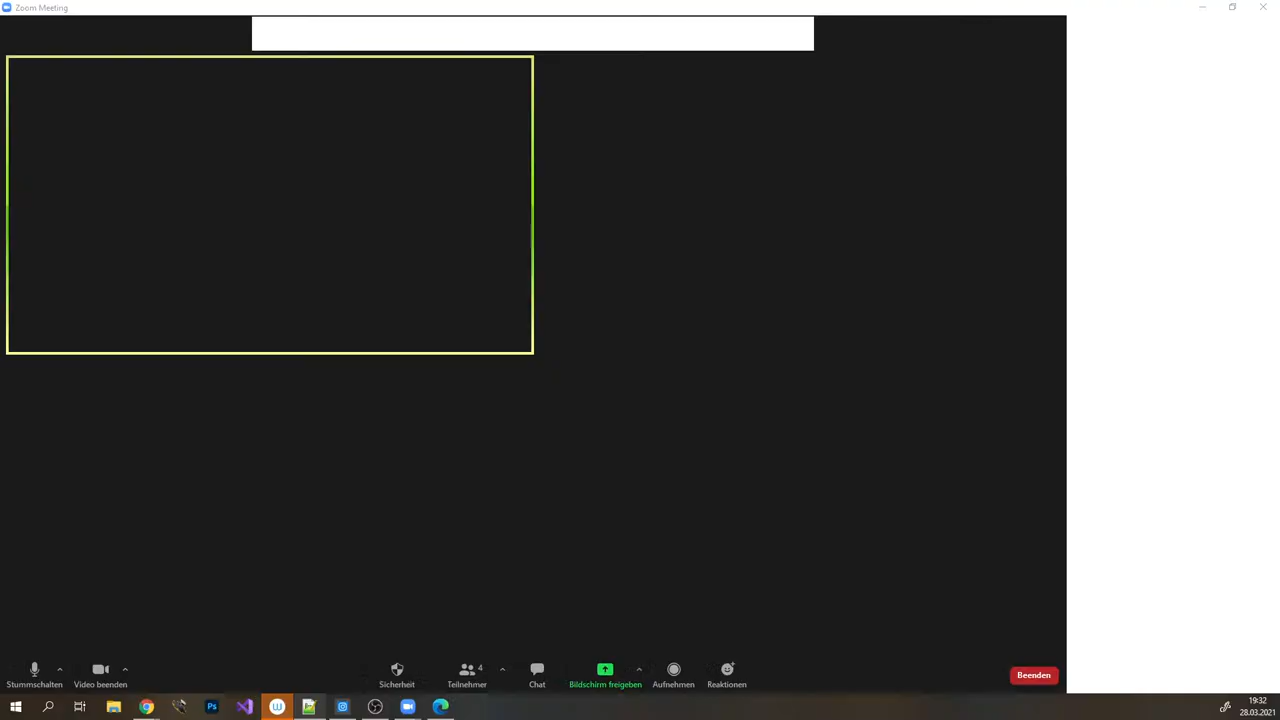 Zoom Meeting
Stummschalten
Video beenden
Sicherheit
4
Teilnehmer
Chat
Bildschirm freigeben
Aufnehmen
Reaktionen
Beenden
Ps
W
19:32
28.03.2021